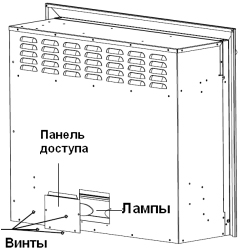 Панель
доступа
Лампы
Винты